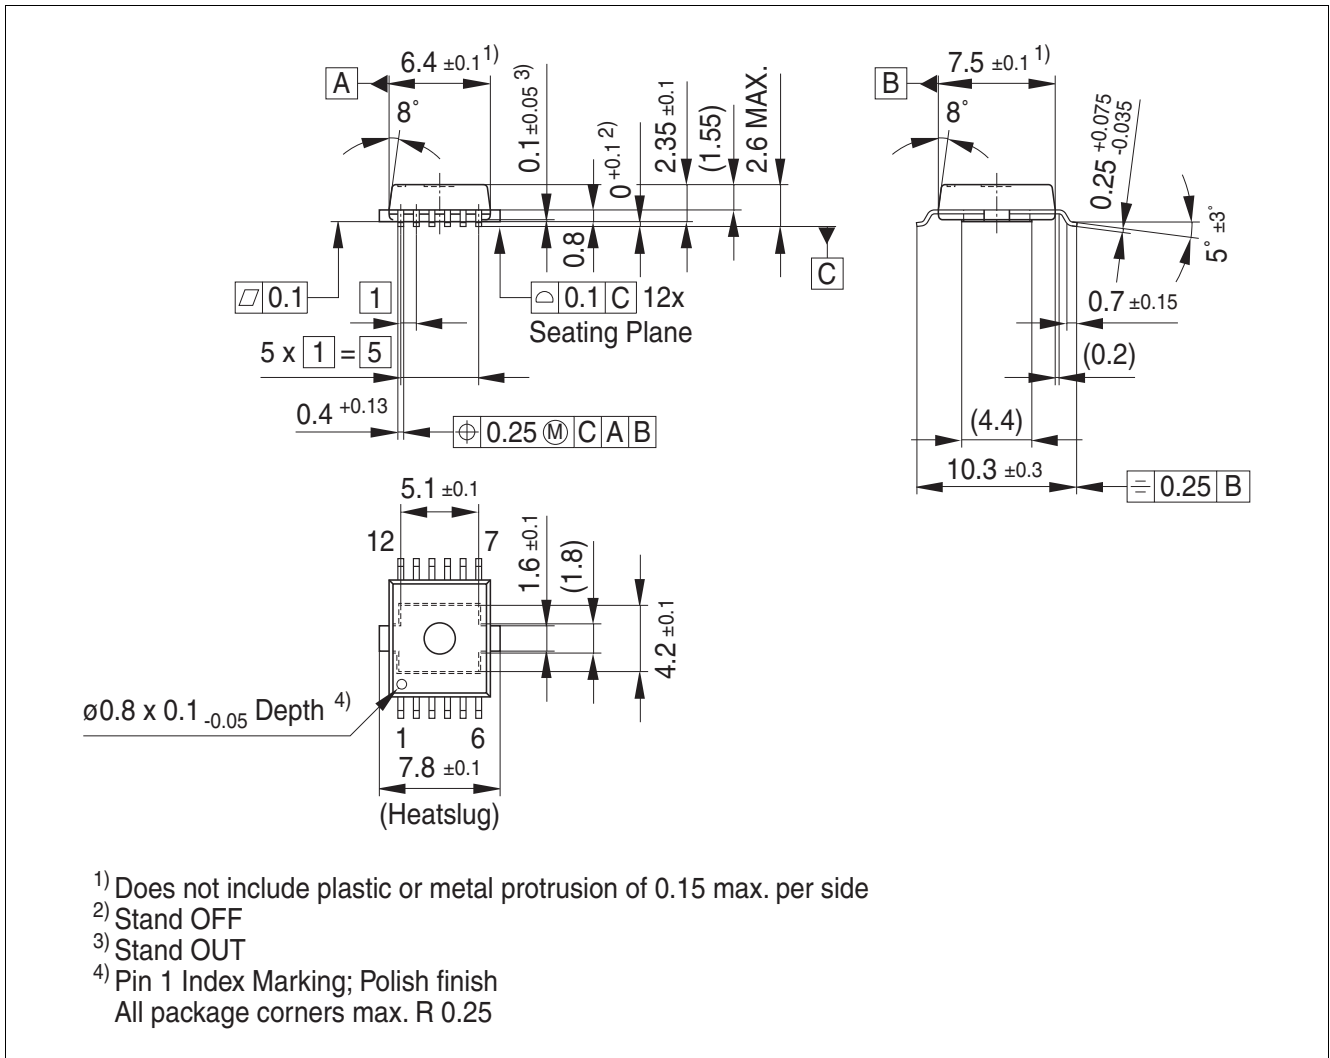 6.4 ±0.1 1)
A
8°
0.1±0.05 3)
0 +0.1 2)
0.8
2.35 ±0.1
(1.55)
2.6 MAX.
C
0.1
1
0.1 C 12x
Seating Plane
5 x 1 = 5
0.4 +0.13
0.25 Ⓜ C A B
7.5 ±0.1 1)
B
8°
0.25 +0.075 -0.035
5° ±3°
0.7 ±0.15
(0.2)
(4.4)
10.3 ±0.3
0.25 B
5.1 ±0.1
12 7
1.6 ±0.1
(1.8)
4.2 ±0.1
ø0.8 x 0.1 -0.05 Depth 4)
1 6
7.8 ±0.1
(Heatslug)
1) Does not include plastic or metal protrusion of 0.15 max. per side
2) Stand OFF
3) Stand OUT
4) Pin 1 Index Marking; Polish finish
All package corners max. R 0.25